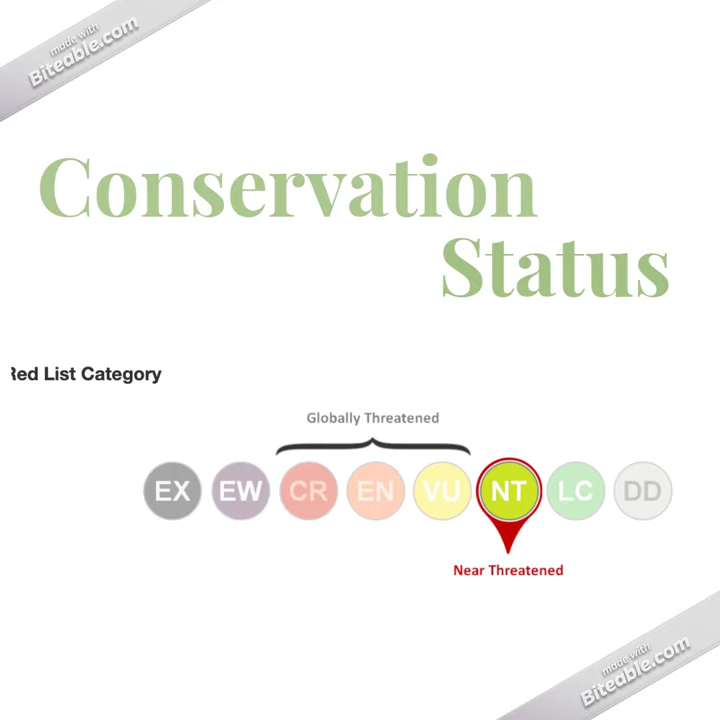 made with
Biteable.com
Conservation
Status
Red List Category
Globally Threatened
EX EW CR EN VU NT LC DD
Near Threatened
made with
Biteable.com